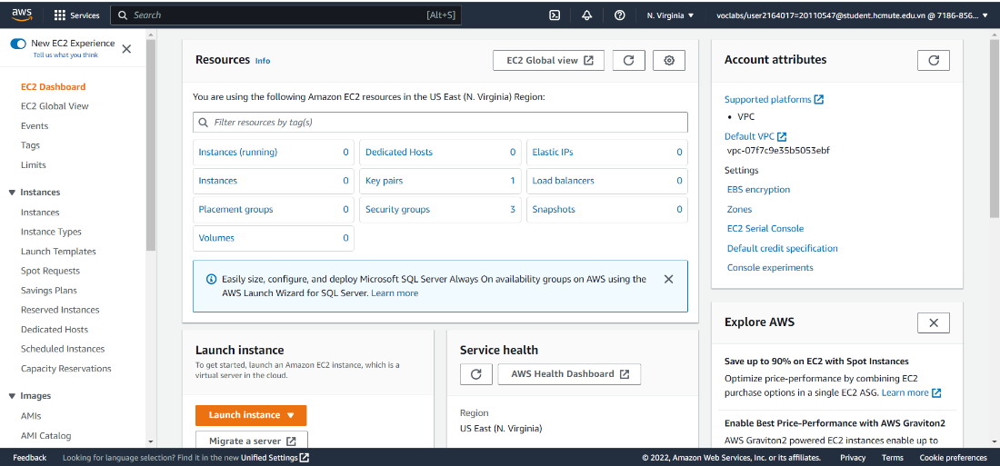 aws
Services
Search
[Alt+S]
N. Virginia
voclabs/user2164017=20110547@student.hcmute.edu.vn @ 7186-856...
New EC2 Experience
Tell us what you think
EC2 Dashboard
EC2 Global View
Events
Tags
Limits
Instances
Instances
Instance Types
Launch Templates
Spot Requests
Savings Plans
Reserved Instances
Dedicated Hosts
Scheduled Instances
Capacity Reservations
Images
AMIs
AMI Catalog
Resources Info
EC2 Global view
You are using the following Amazon EC2 resources in the US East (N. Virginia) Region:
Filter resources by tag(s)
Instances (running) 0 Dedicated Hosts 0 Elastic IPs 0
Instances 0 Key pairs 1 Load balancers 0
Placement groups 0 Security groups 3 Snapshots 0
Volumes 0
Easily size, configure, and deploy Microsoft SQL Server Always On availability groups on AWS using the
AWS Launch Wizard for SQL Server. Learn more
Launch instance
To get started, launch an Amazon EC2 instance, which is a
virtual server in the cloud.
Launch instance
Migrate a server
Service health
AWS Health Dashboard
Region
US East (N. Virginia)
Account attributes
Supported platforms
• VPC
Default VPC
vpc-07f7c9e35b5053ebf
Settings
EBS encryption
Zones
EC2 Serial Console
Default credit specification
Console experiments
Explore AWS
Save up to 90% on EC2 with Spot Instances
Optimize price-performance by combining EC2
purchase options in a single EC2 ASG. Learn more
Enable Best Price-Performance with AWS Graviton2
AWS Graviton2 powered EC2 instances enable up to
Feedback
Looking for language selection? Find it in the new Unified Settings
© 2022, Amazon Web Services, Inc. or its affiliates.
Privacy
Terms
Cookie preferences